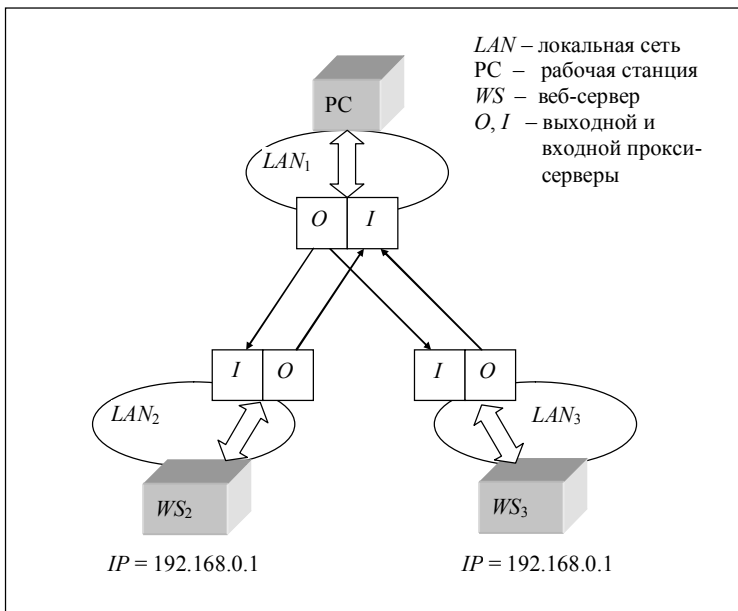 LAN – локальная сеть
PC – рабочая станция
WS – веб-сервер
O, I – выходной и
входной прокси-
серверы
PC
LAN₁
O I
I O
I O
LAN₂
LAN₃
WS₂
WS₃
IP = 192.168.0.1
IP = 192.168.0.1